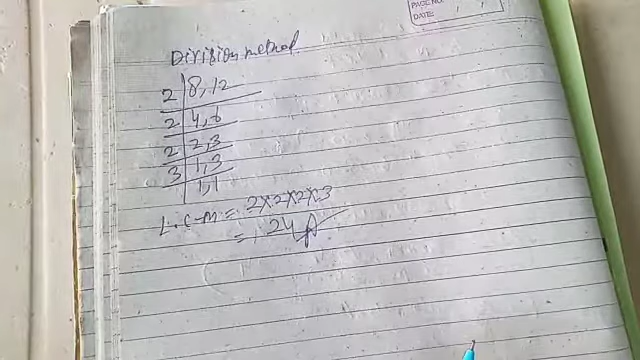 PAGE NO.
DATE: / /
Division method
2 | 8, 12
2 | 4, 6
2 | 2, 3
3 | 1, 3
1, 1
L.C.M = 2×2×2×3
= 24